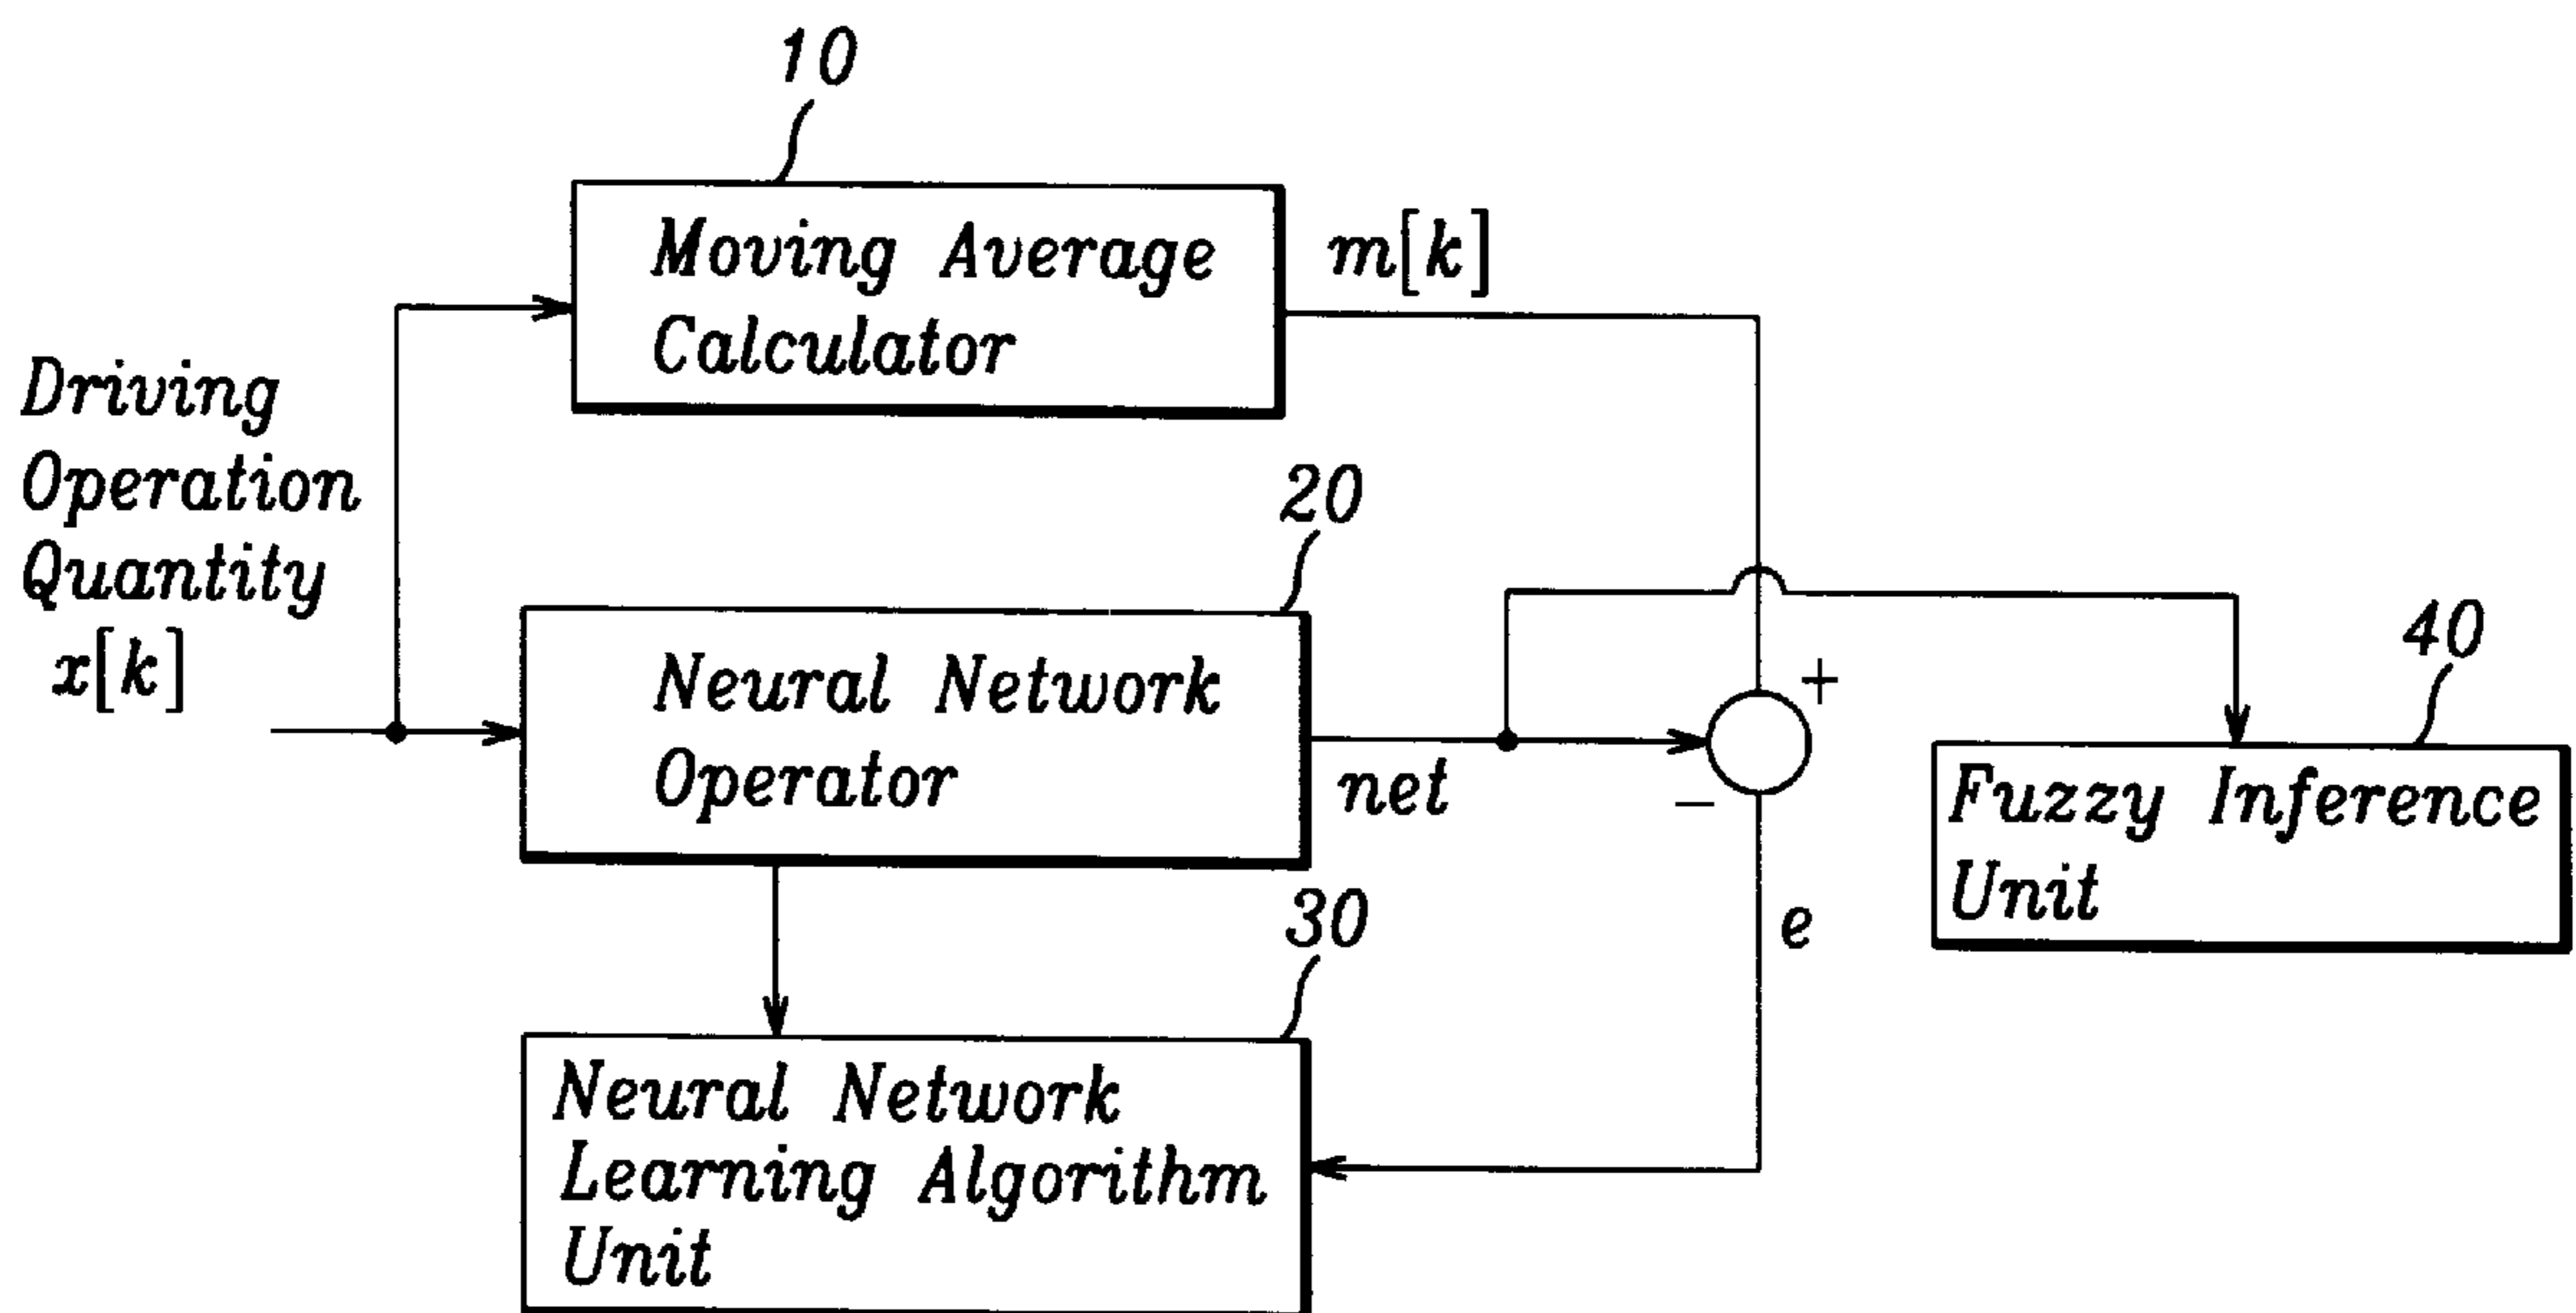 10
Moving Average
Calculator
m[k]
Driving
Operation
Quantity
x[k]
20
Neural Network
Operator
net
+
−
e
40
Fuzzy Inference
Unit
30
Neural Network
Learning Algorithm
Unit